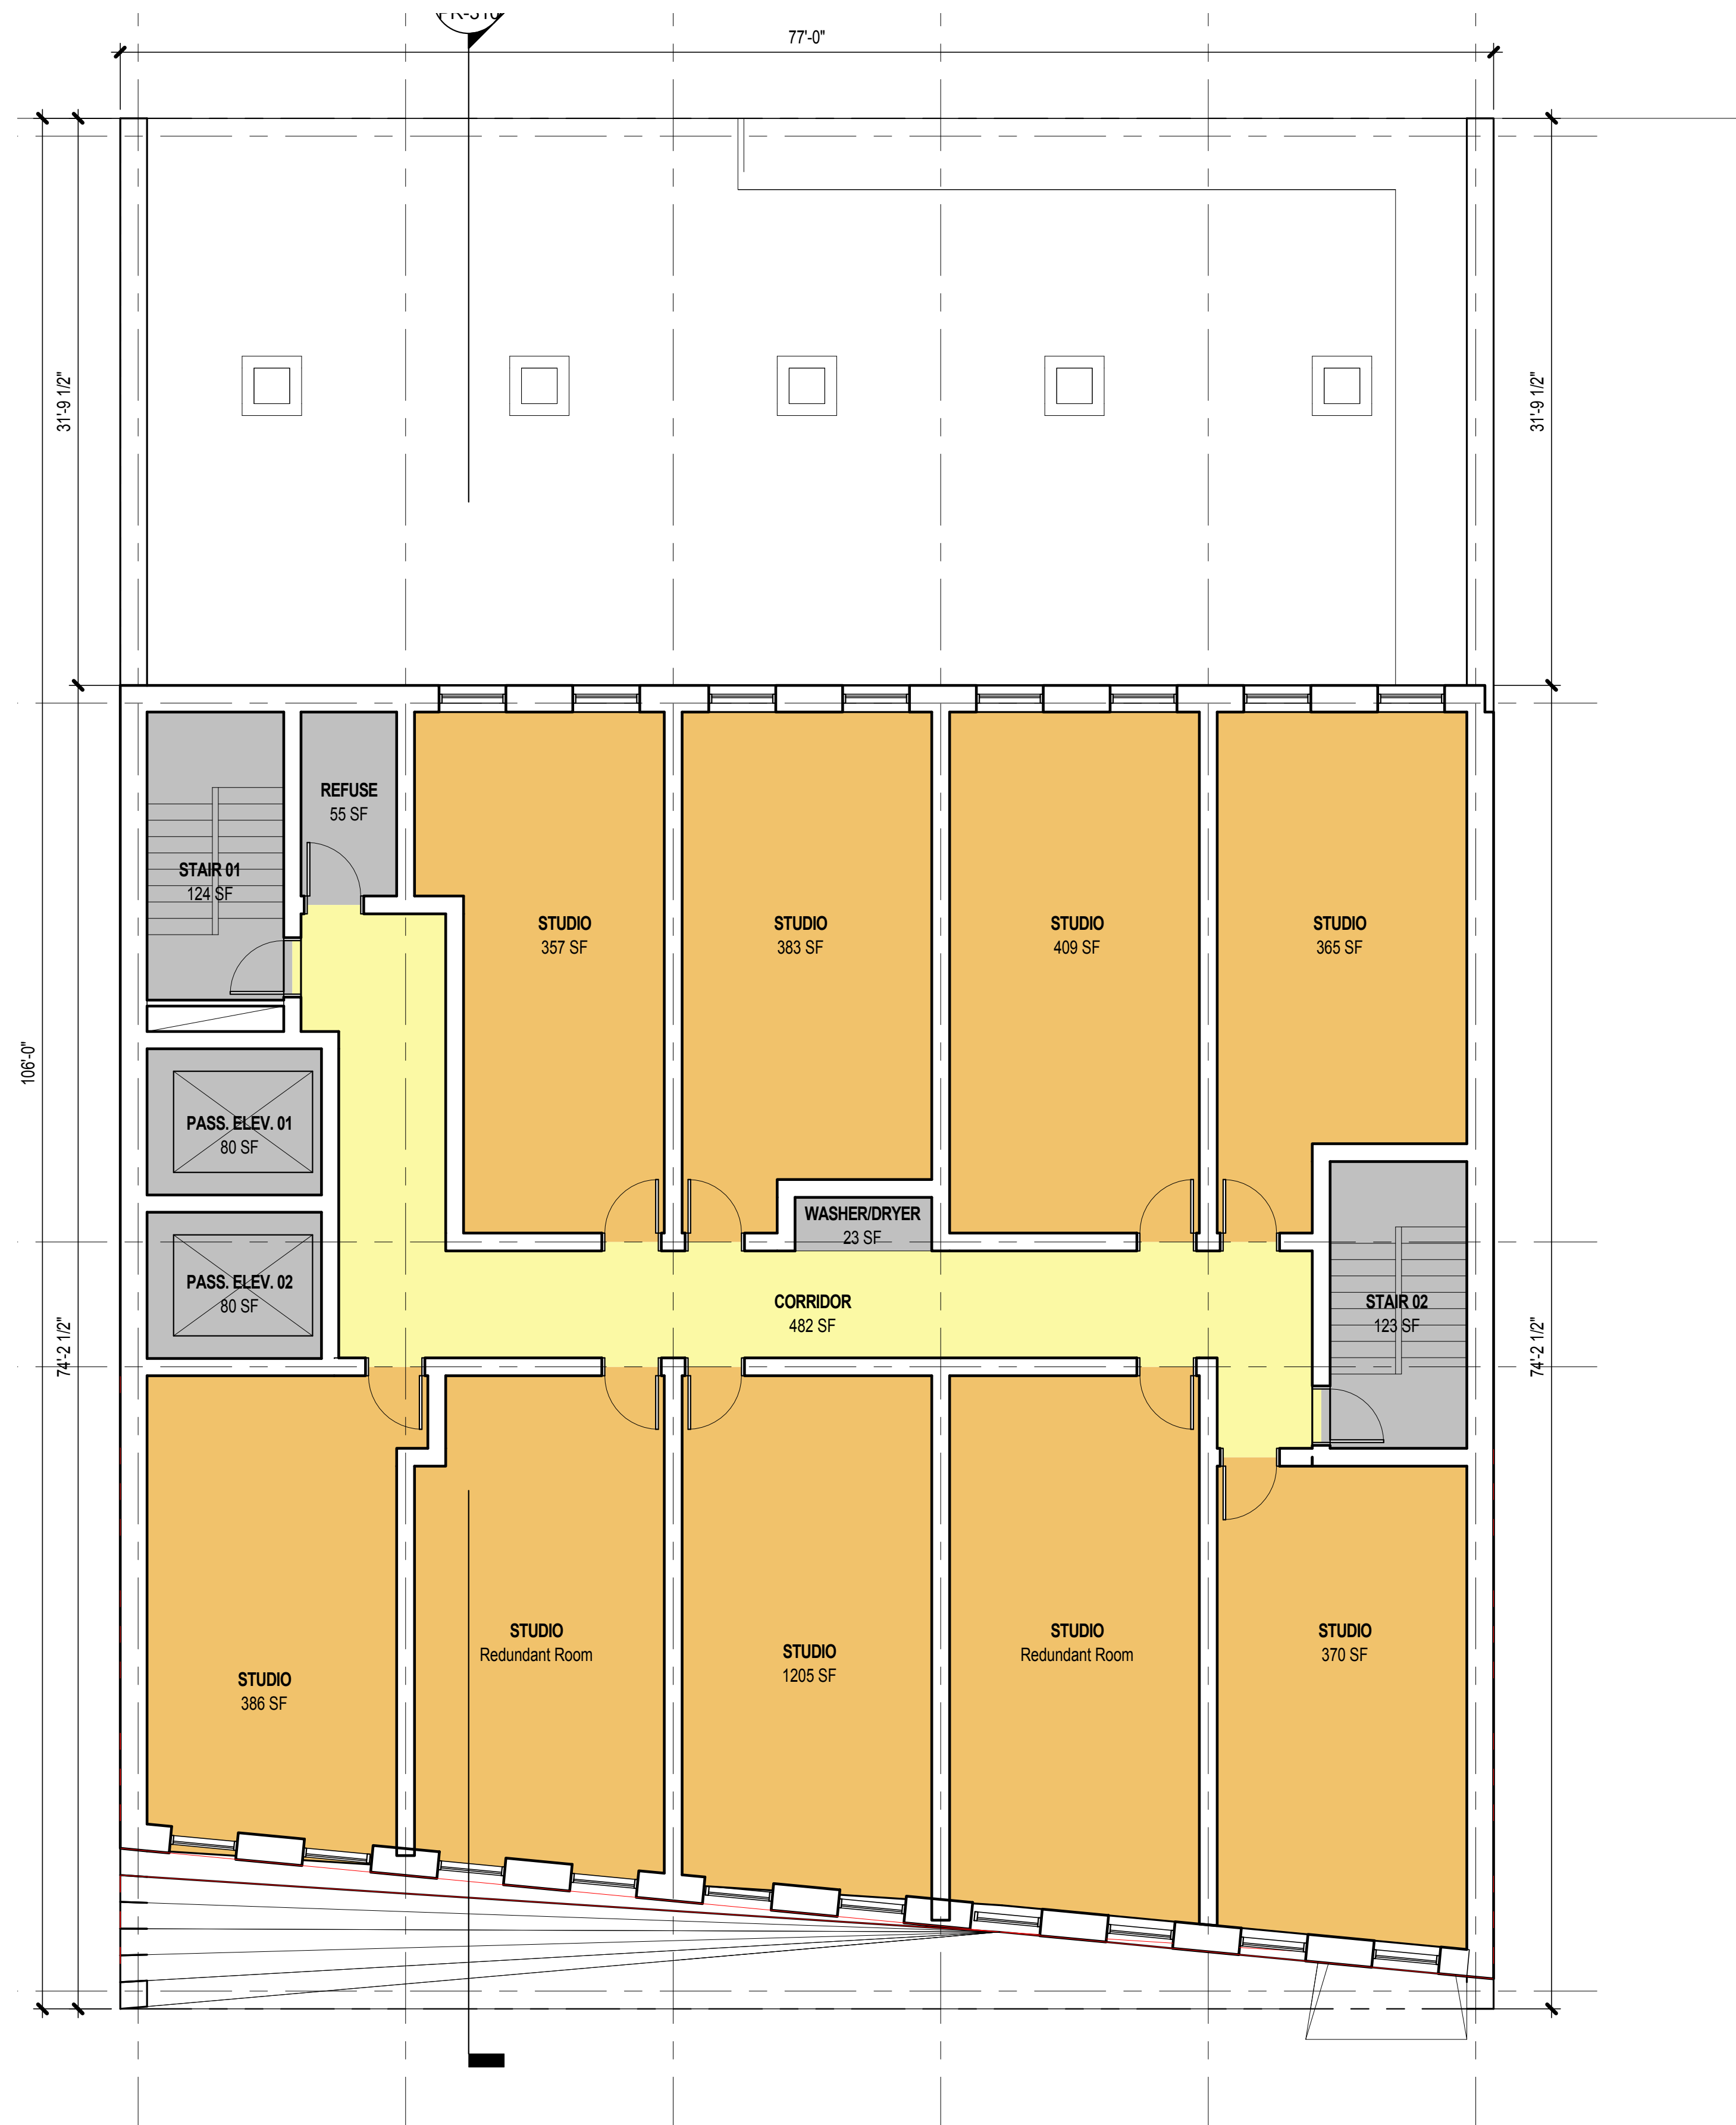 77'-0"
31'-9 1/2"
31'-9 1/2"
REFUSE
55 SF
STAIR 01
124 SF
STUDIO
357 SF
STUDIO
383 SF
STUDIO
409 SF
STUDIO
365 SF
106'-0"
PASS. ELEV. 01
80 SF
WASHER/DRYER
23 SF
PASS. ELEV. 02
80 SF
CORRIDOR
482 SF
STAIR 02
123 SF
74'-2 1/2"
74'-2 1/2"
STUDIO
386 SF
STUDIO
Redundant Room
STUDIO
1205 SF
STUDIO
Redundant Room
STUDIO
370 SF